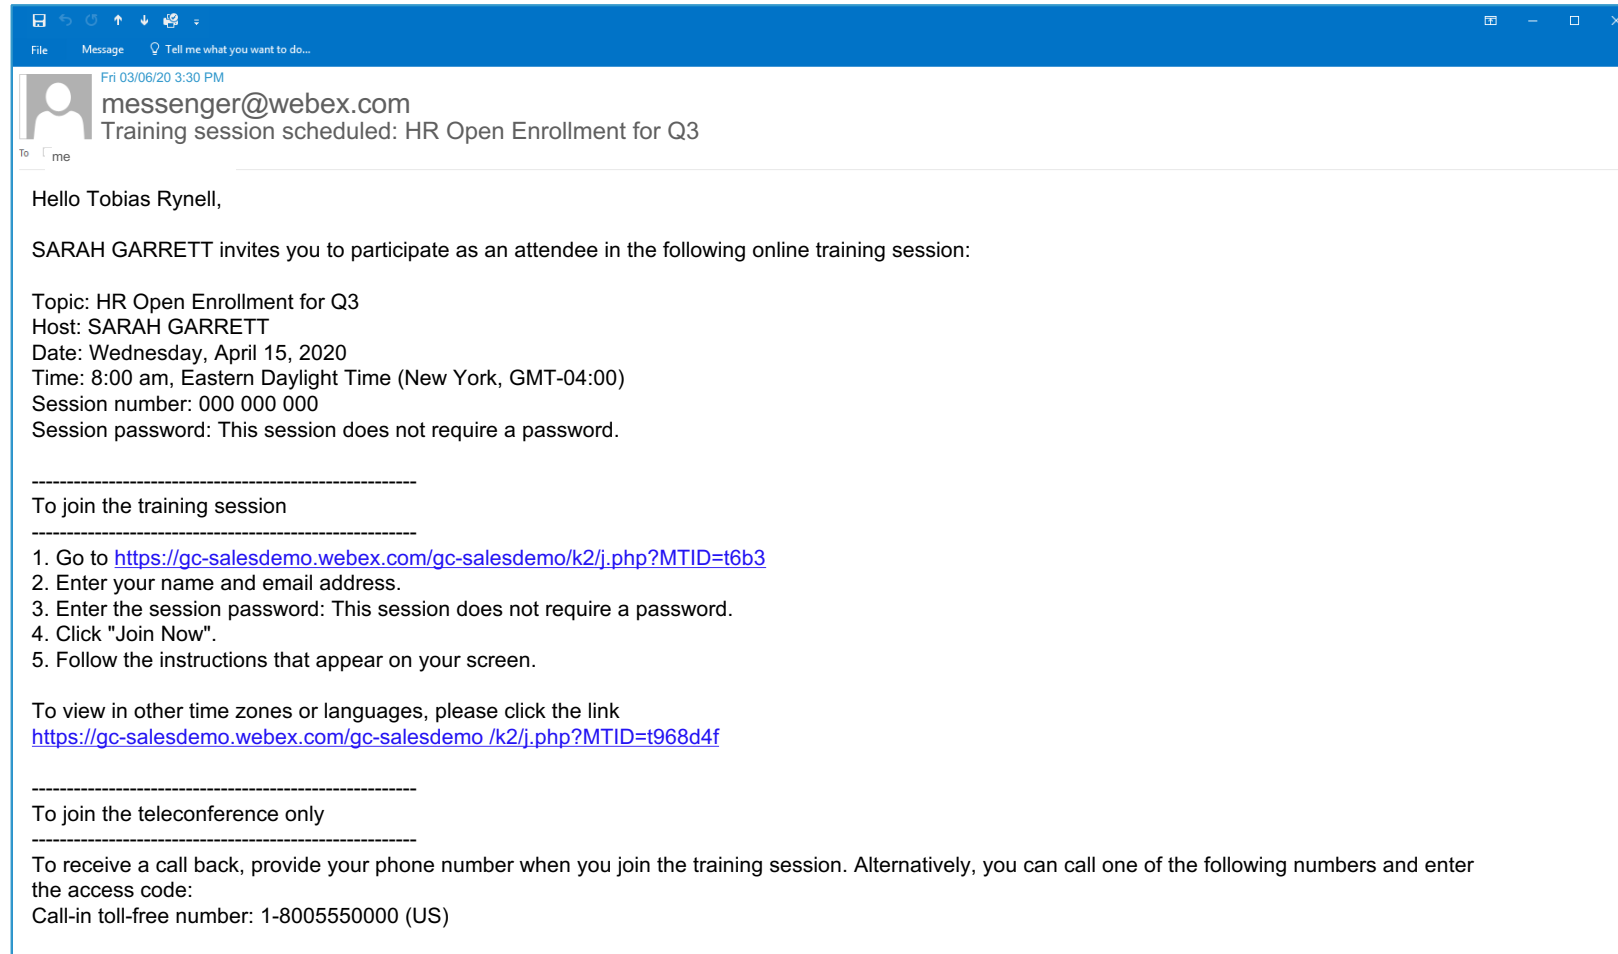 File Message Tell me what you want to do...
Fri 03/06/20 3:30 PM
messenger@webex.com
Training session scheduled: HR Open Enrollment for Q3
To me
Hello Tobias Rynell,
SARAH GARRETT invites you to participate as an attendee in the following online training session:
Topic: HR Open Enrollment for Q3
Host: SARAH GARRETT
Date: Wednesday, April 15, 2020
Time: 8:00 am, Eastern Daylight Time (New York, GMT-04:00)
Session number: 000 000 000
Session password: This session does not require a password.
-------------------------------------------------------
To join the training session
-------------------------------------------------------
1. Go to https://gc-salesdemo.webex.com/gc-salesdemo/k2/j.php?MTID=t6b3
2. Enter your name and email address.
3. Enter the session password: This session does not require a password.
4. Click "Join Now".
5. Follow the instructions that appear on your screen.
To view in other time zones or languages, please click the link
https://gc-salesdemo.webex.com/gc-salesdemo /k2/j.php?MTID=t968d4f
-------------------------------------------------------
To join the teleconference only
-------------------------------------------------------
To receive a call back, provide your phone number when you join the training session. Alternatively, you can call one of the following numbers and enter
the access code:
Call-in toll-free number: 1-8005550000 (US)